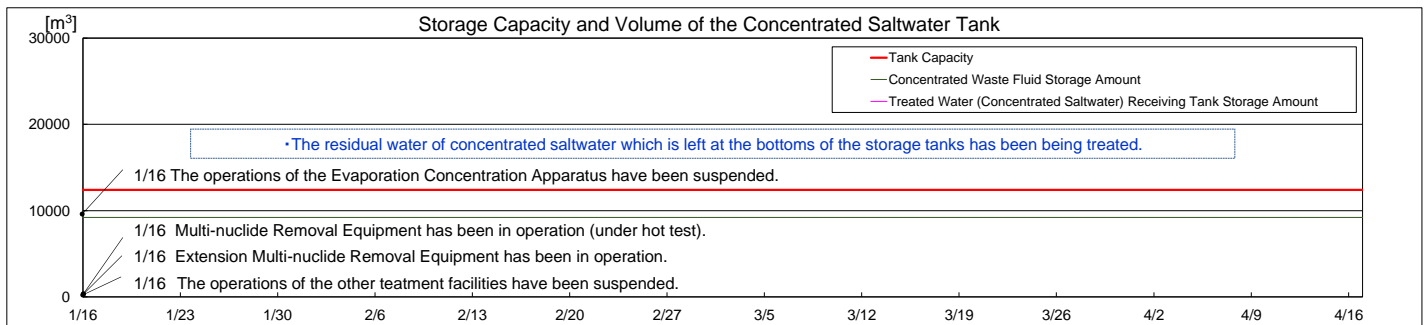 Storage Capacity and Volume of the Concentrated Saltwater Tank
[m³]
30000
20000
10000
0
Tank Capacity
Concentrated Waste Fluid Storage Amount
Treated Water (Concentrated Saltwater) Receiving Tank Storage Amount
・The residual water of concentrated saltwater which is left at the bottoms of the storage tanks has been being treated.
1/16 The operations of the Evaporation Concentration Apparatus have been suspended.
1/16 Multi-nuclide Removal Equipment has been in operation (under hot test).
1/16 Extension Multi-nuclide Removal Equipment has been in operation.
1/16 The operations of the other teatment facilities have been suspended.
1/16 1/23 1/30 2/6 2/13 2/20 2/27 3/5 3/12 3/19 3/26 4/2 4/9 4/16